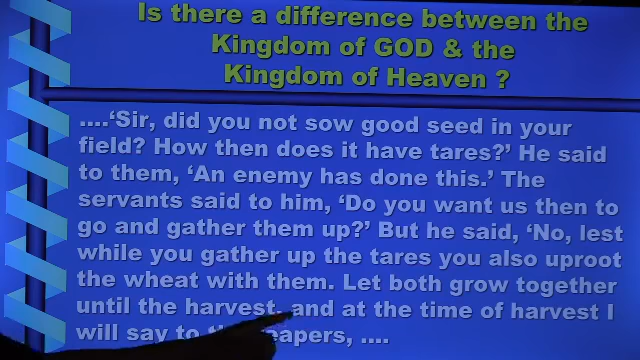 Is there a difference between the
Kingdom of GOD & the
Kingdom of Heaven ?
....‘Sir, did you not sow good seed in your
field? How then does it have tares?’ He said
to them, ‘An enemy has done this.’ The
servants said to him, ‘Do you want us then to
go and gather them up?’ But he said, ‘No, lest
while you gather up the tares you also uproot
the wheat with them. Let both grow together
until the harvest, and at the time of harvest I
will say to